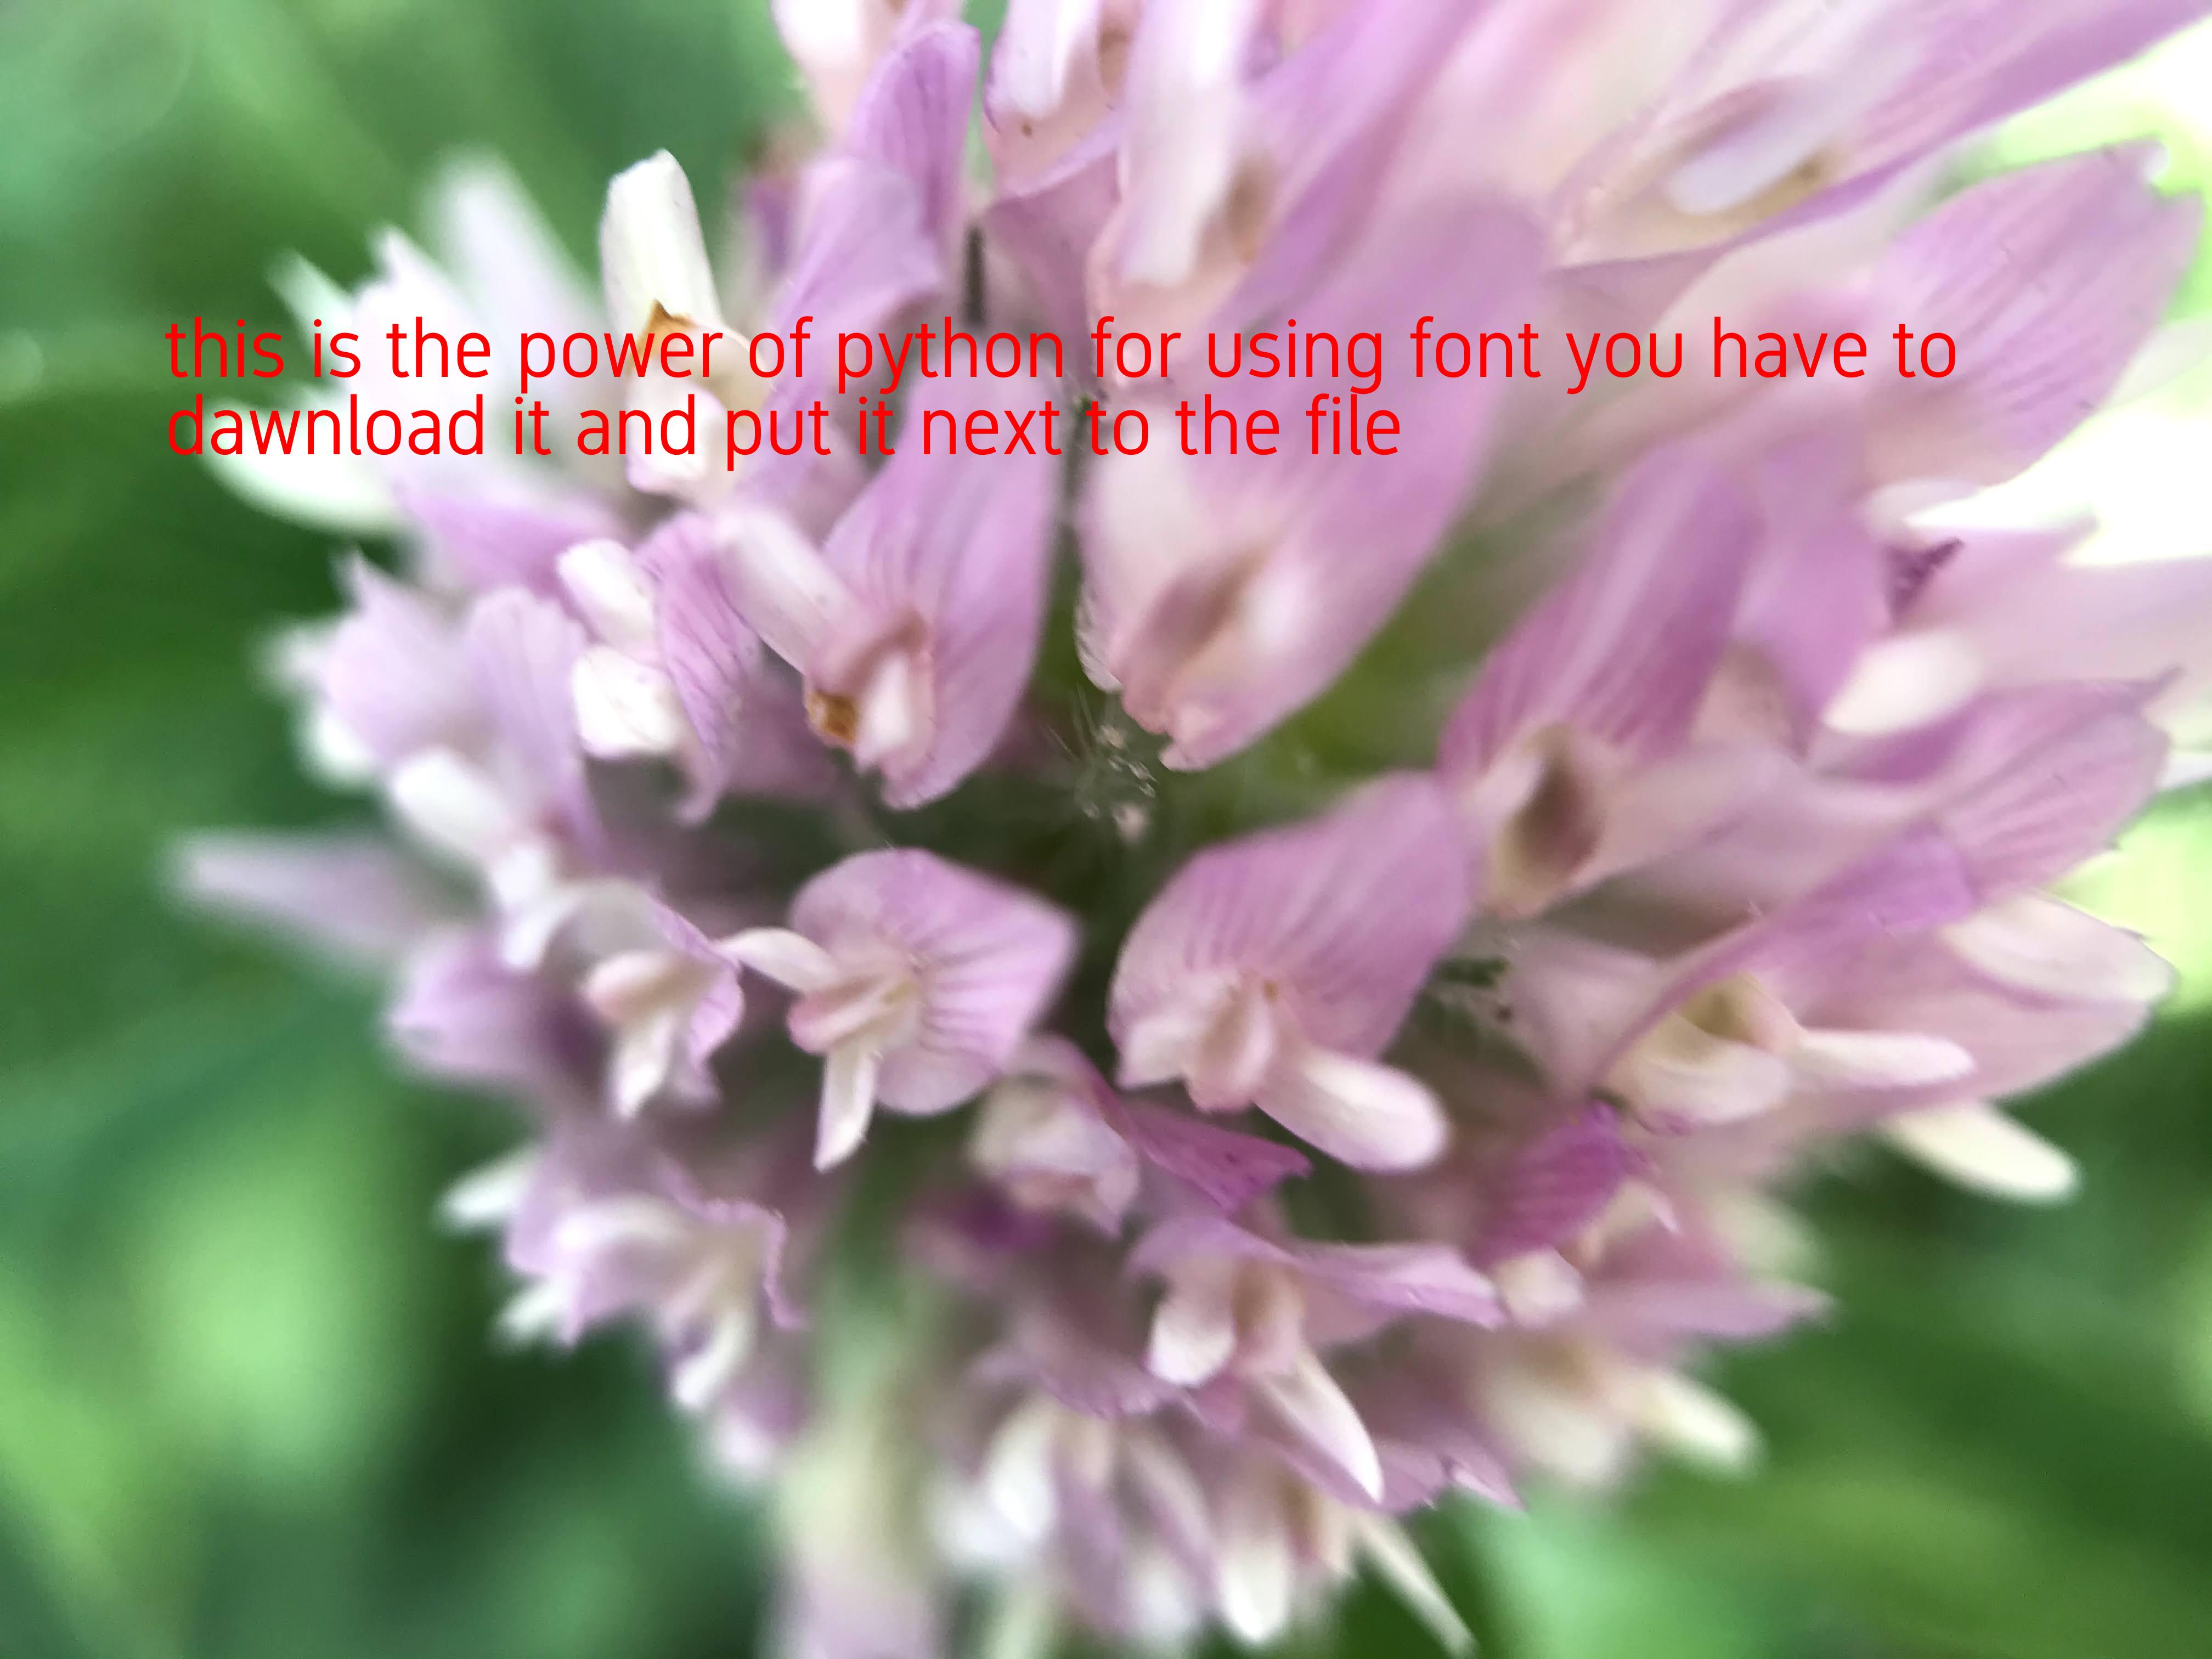 this is the power of python for using font you have to
dawnload it and put it next to the file